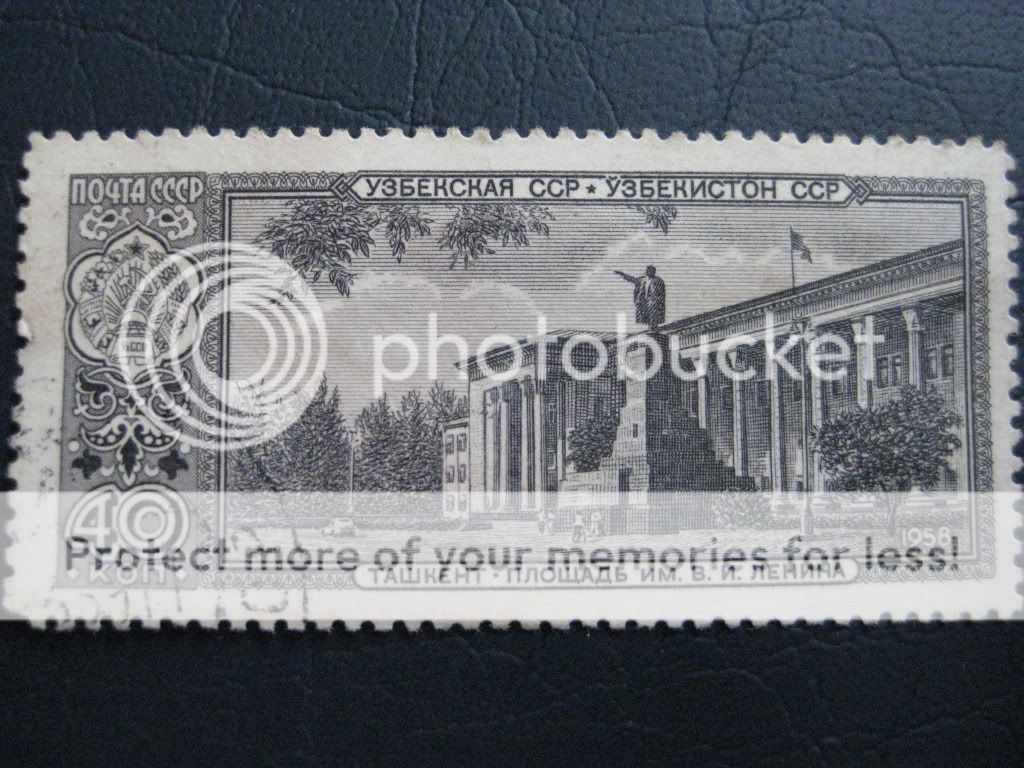 ПОЧТА СССР
УЗБЕКСКАЯ ССР ★ ЎЗБЕКИСТОН ССР
photobucket
40
КОП
1958
Protect more of your memories for less!
ТАШКЕНТ · ПЛОЩАДЬ ИМ. В. И. ЛЕНИНА